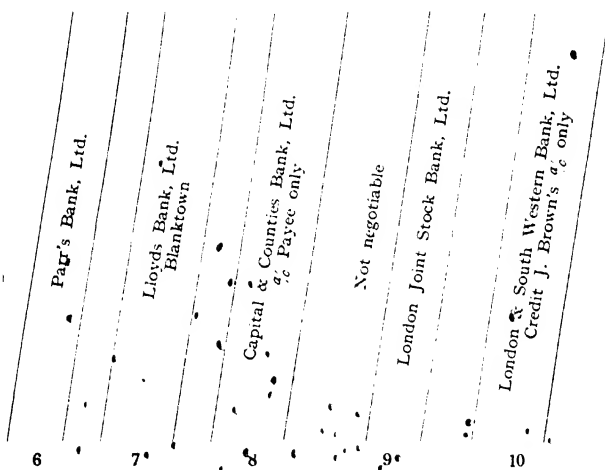 Parr's Bank, Ltd.
Lloyds Bank, Ltd.
Blanktown
Capital & Counties Bank, Ltd.
a/c Payee only
Not negotiable
London Joint Stock Bank, Ltd.
London & South Western Bank, Ltd.
Credit J. Brown's a/c only
6 7 8 9 10